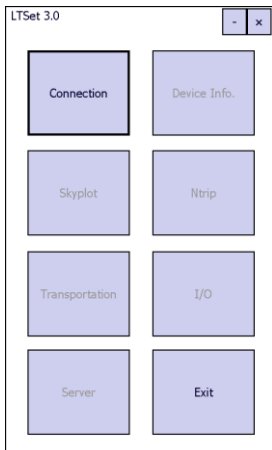 LTSet 3.0
- ×
Connection
Device Info.
Skyplot
Ntrip
Transportation
I/O
Server
Exit